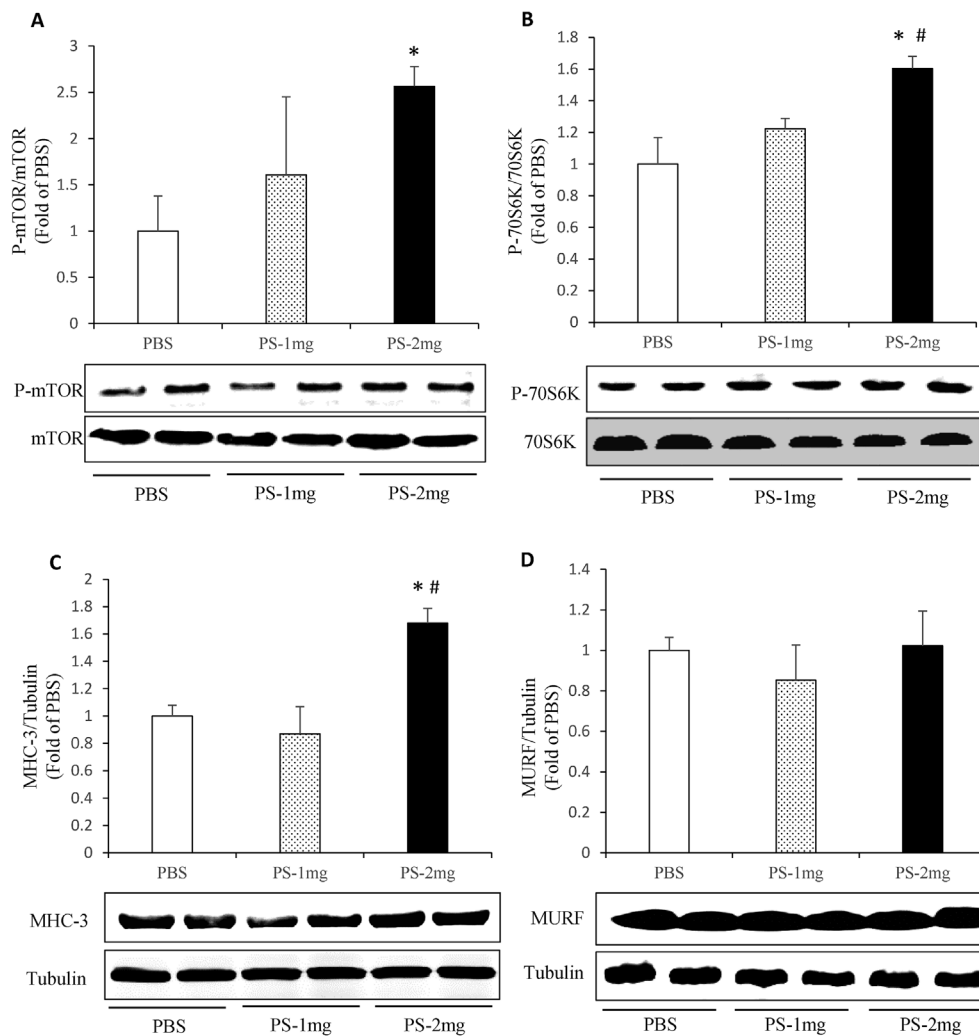 A
P-mTOR/mTOR
(Fold of PBS)
3
2.5
2
1.5
1
0.5
0
*
PBS PS-1mg PS-2mg
P-mTOR
mTOR
PBS PS-1mg PS-2mg
B
P-70S6K/70S6K
(Fold of PBS)
1.8
1.6
1.4
1.2
1
0.8
0.6
0.4
0.2
0
* #
PBS PS-1mg PS-2mg
P-70S6K
70S6K
PBS PS-1mg PS-2mg
C
MHC-3/Tubulin
(Fold of PBS)
2
1.8
1.6
1.4
1.2
1
0.8
0.6
0.4
0.2
0
* #
PBS PS-1mg PS-2mg
MHC-3
Tubulin
PBS PS-1mg PS-2mg
D
MURF/Tubulin
(Fold of PBS)
1.4
1.2
1
0.8
0.6
0.4
0.2
0
PBS PS-1mg PS-2mg
MURF
Tubulin
PBS PS-1mg PS-2mg